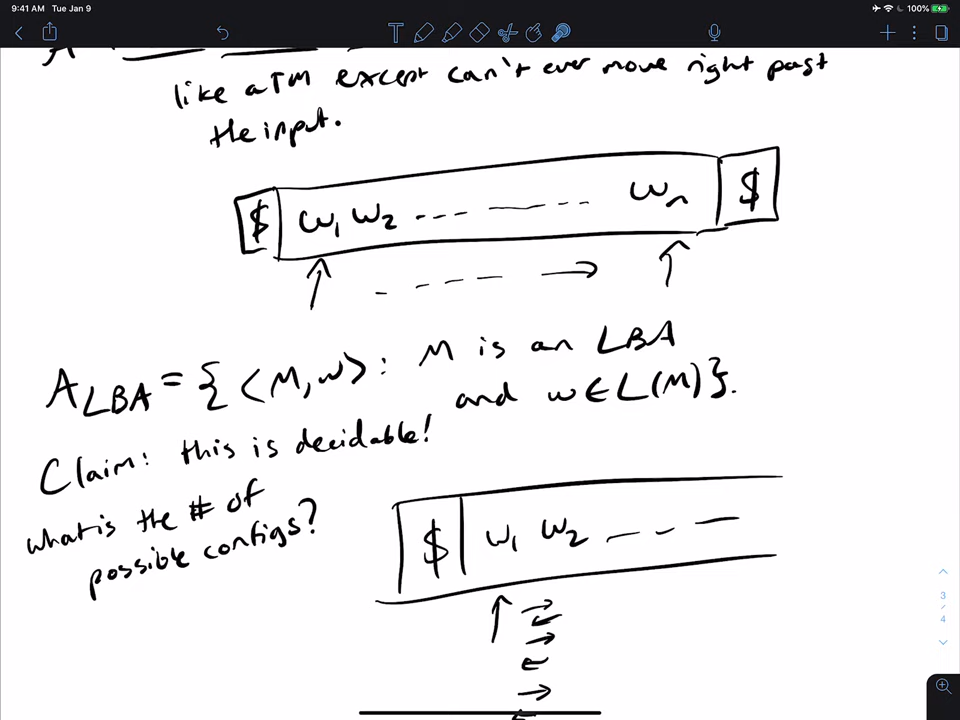 9:41 AM Tue Jan 9
100%
like a TM except can't ever move right past
the input.
$ w₁ w₂ ---- --- wₙ $
A_LBA = { <M, w> : M is an LBA
and w ∈ L(M) }.
Claim: this is decidable!
what is the # of
possible configs?
$ w₁ w₂ — – —
3
/
4